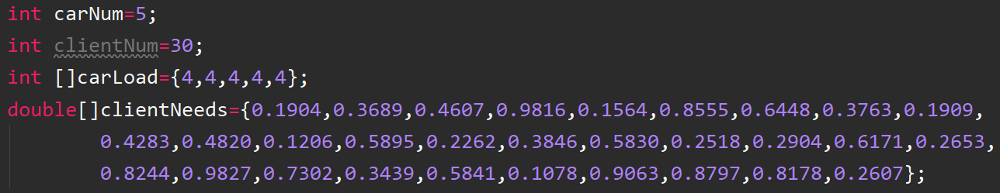 int carNum=5;
int clientNum=30;
int []carLoad={4,4,4,4,4};
double[]clientNeeds={0.1904,0.3689,0.4607,0.9816,0.1564,0.8555,0.6448,0.3763,0.1909,
0.4283,0.4820,0.1206,0.5895,0.2262,0.3846,0.5830,0.2518,0.2904,0.6171,0.2653,
0.8244,0.9827,0.7302,0.3439,0.5841,0.1078,0.9063,0.8797,0.8178,0.2607};